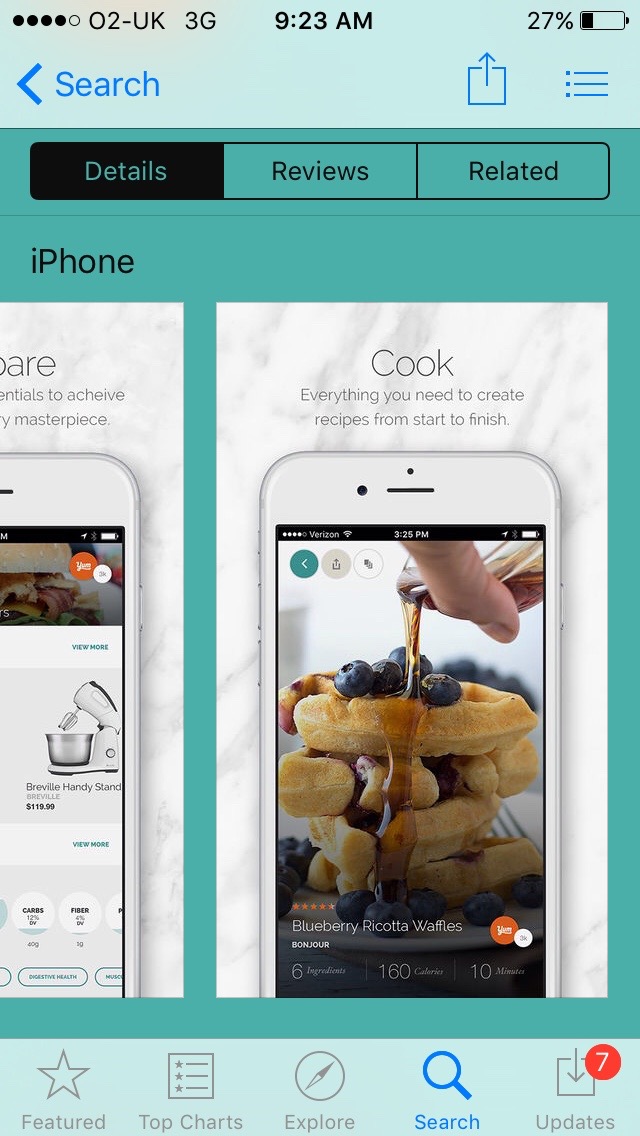 O2-UK 3G 9:23 AM 27%
Search
Details Reviews Related
iPhone
pare
entials to acheive
ry masterpiece.
M
rs
Yum 3k
VIEW MORE
Breville Handy Stand
BREVILLE
$119.99
VIEW MORE
CARBS FIBER P
12% 4%
DV DV
40g 1g
DIGESTIVE HEALTH MUSCL
Cook
Everything you need to create
recipes from start to finish.
Verizon 3:25 PM
Blueberry Ricotta Waffles
BONJOUR
Yum 3k
6 Ingredients 160 Calories 10 Minutes
7
Featured Top Charts Explore Search Updates